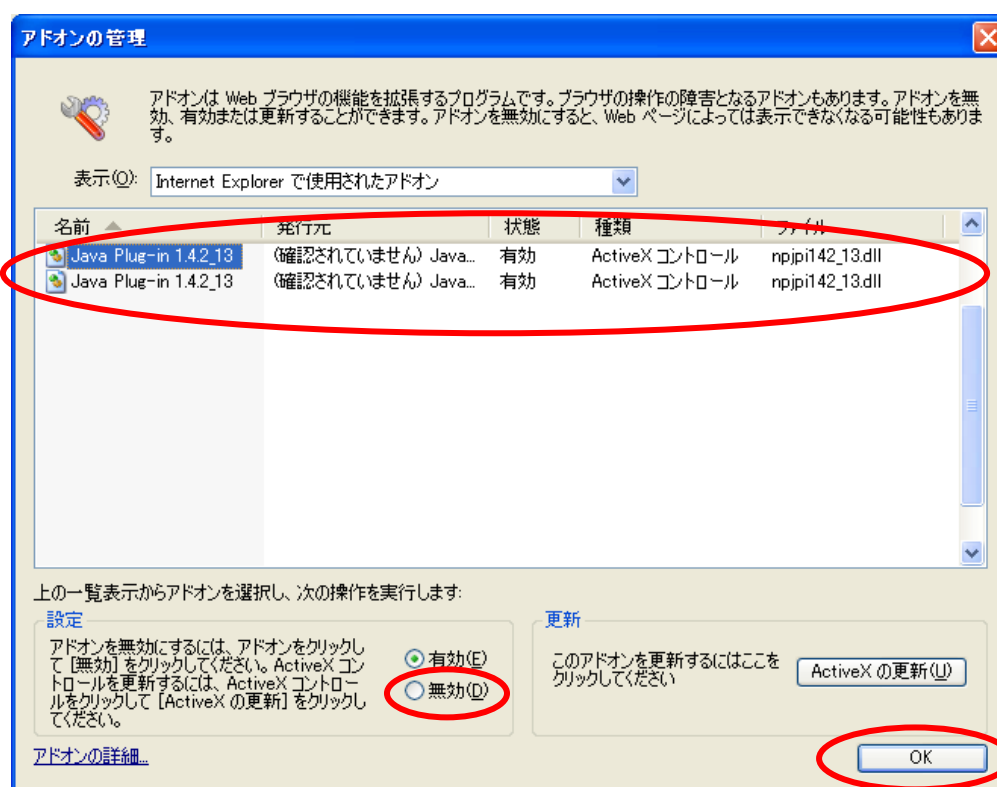 アドオンの管理
アドオンは Web ブラウザの機能を拡張するプログラムです。ブラウザの操作の障害となるアドオンもあります。アドオンを無
効、有効または更新することができます。アドオンを無効にすると、Web ページによっては表示できなくなる可能性もありま
す。
表示(O): Internet Explorer で使用されたアドオン
名前 発行元 状態 種類 ファイル
Java Plug-in 1.4.2_13 (確認されていません) Java... 有効 ActiveX コントロール npjpi142_13.dll
Java Plug-in 1.4.2_13 (確認されていません) Java... 有効 ActiveX コントロール npjpi142_13.dll
上の一覧表示からアドオンを選択し、次の操作を実行します:
設定
アドオンを無効にするには、アドオンをクリックし
て [無効] をクリックしてください。ActiveX コン
トロールを更新するには、ActiveX コントロー
ルをクリックして [ActiveX の更新] をクリックし
てください。
有効(E)
無効(D)
更新
このアドオンを更新するにはここを
クリックしてください
ActiveX の更新(U)
アドオンの詳細...
OK